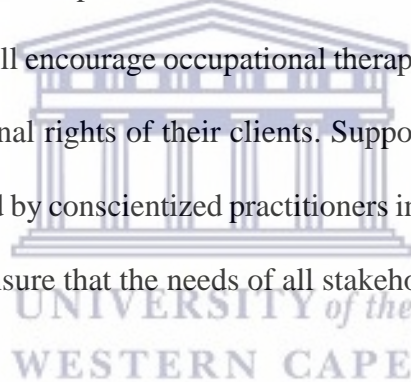 ll encourage occupational therap
nal rights of their clients. Suppo
d by conscientized practitioners in
nsure that the needs of all stakeho
UNIVERSITY of the
WESTERN CAPE